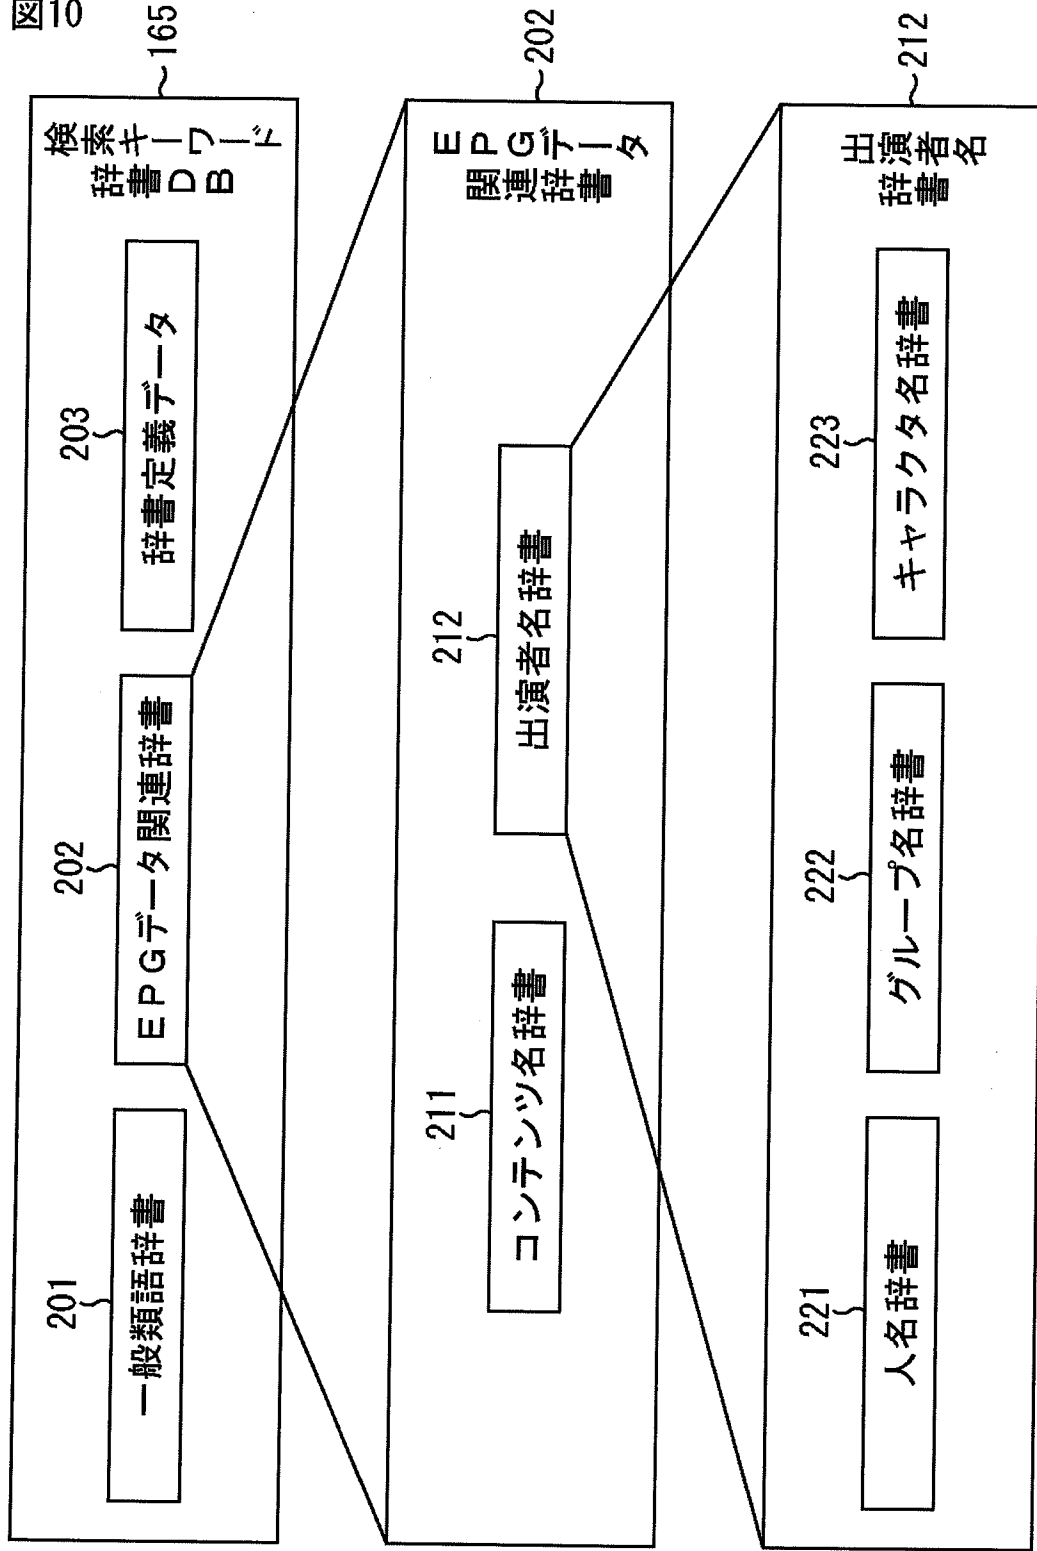 図10
165
検索キーワード
辞書DB
201
一般類語辞書
202
EPGデータ関連辞書
203
辞書定義データ
202
EPGデータ
関連辞書
211
コンテンツ名辞書
212
出演者名辞書
212
出演者名
辞書
221
人名辞書
222
グループ名辞書
223
キャラクタ名辞書